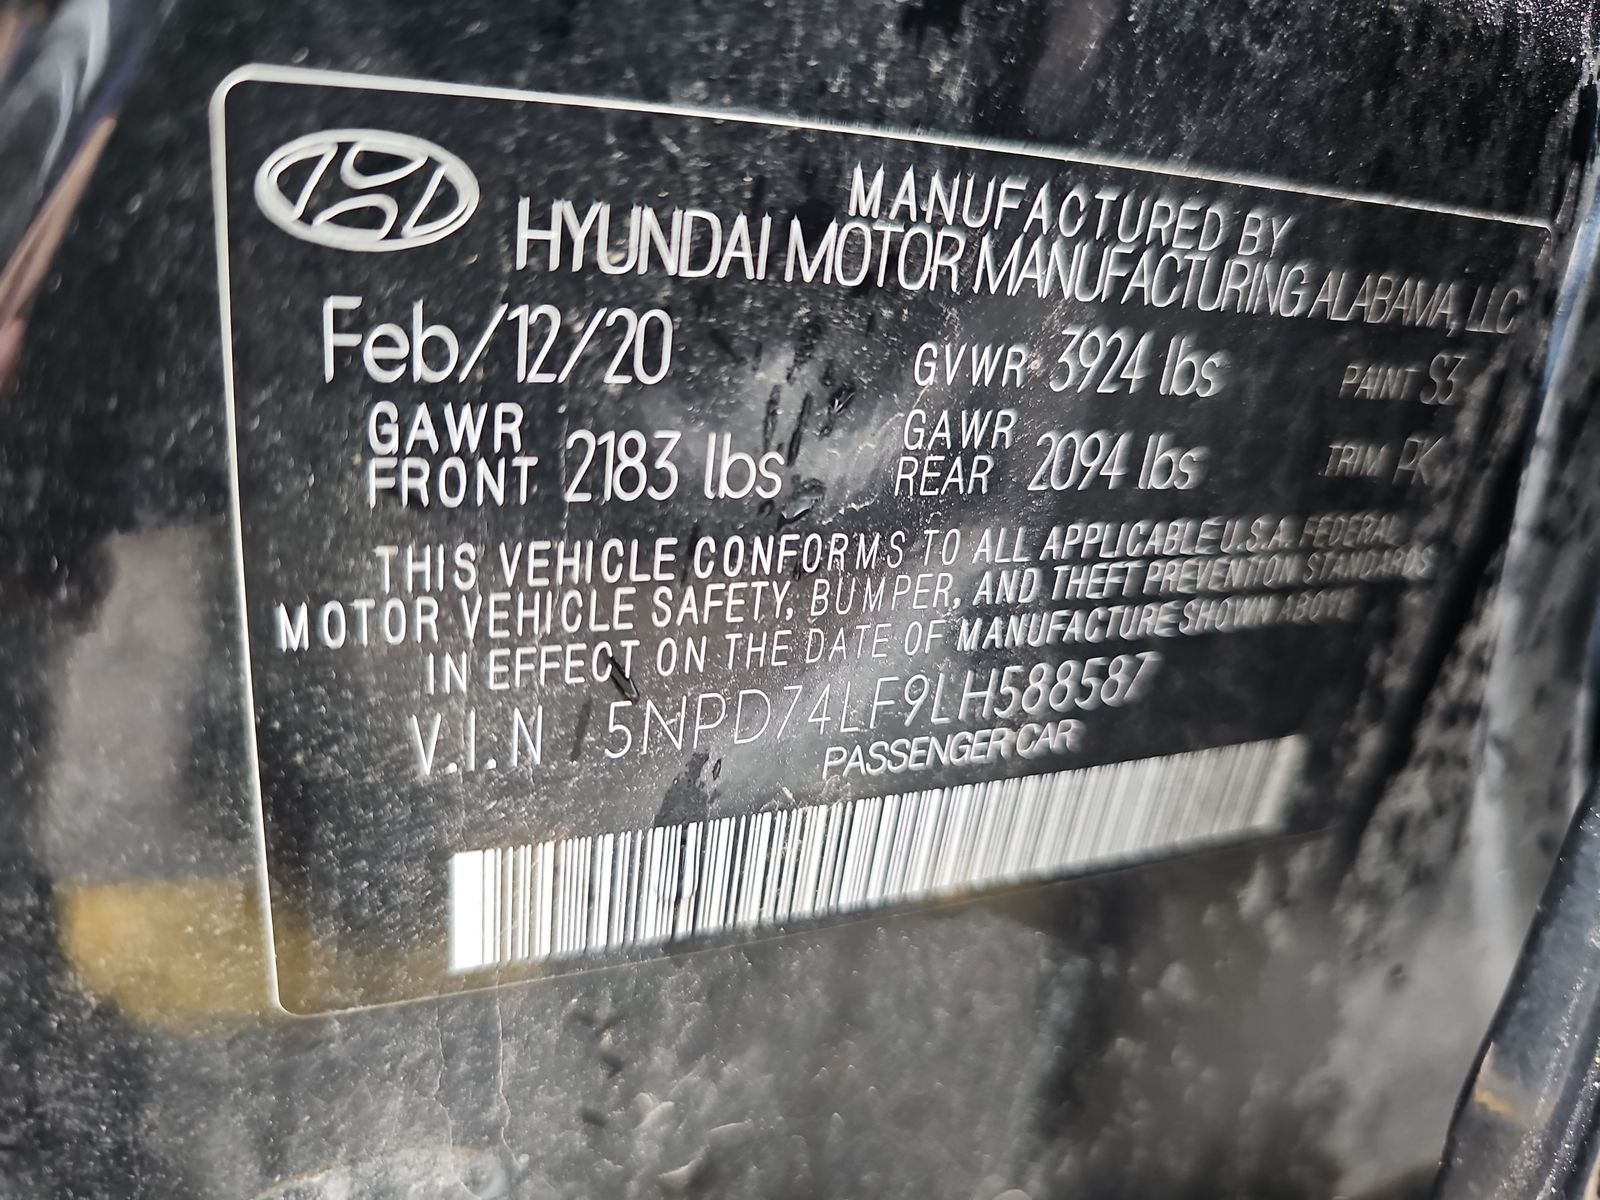 MANUFACTURED BY
HYUNDAI MOTOR MANUFACTURING ALABAMA, LLC
Feb/12/20 GVWR 3924 lbs PAINT S3
GAWR FRONT 2183 lbs GAWR REAR 2094 lbs TRIM PK
THIS VEHICLE CONFORMS TO ALL APPLICABLE U.S.A. FEDERAL
MOTOR VEHICLE SAFETY, BUMPER, AND THEFT PREVENTION STANDARDS
IN EFFECT ON THE DATE OF MANUFACTURE SHOWN ABOVE
V.I.N 5NPD74LF9LH588587
PASSENGER CAR